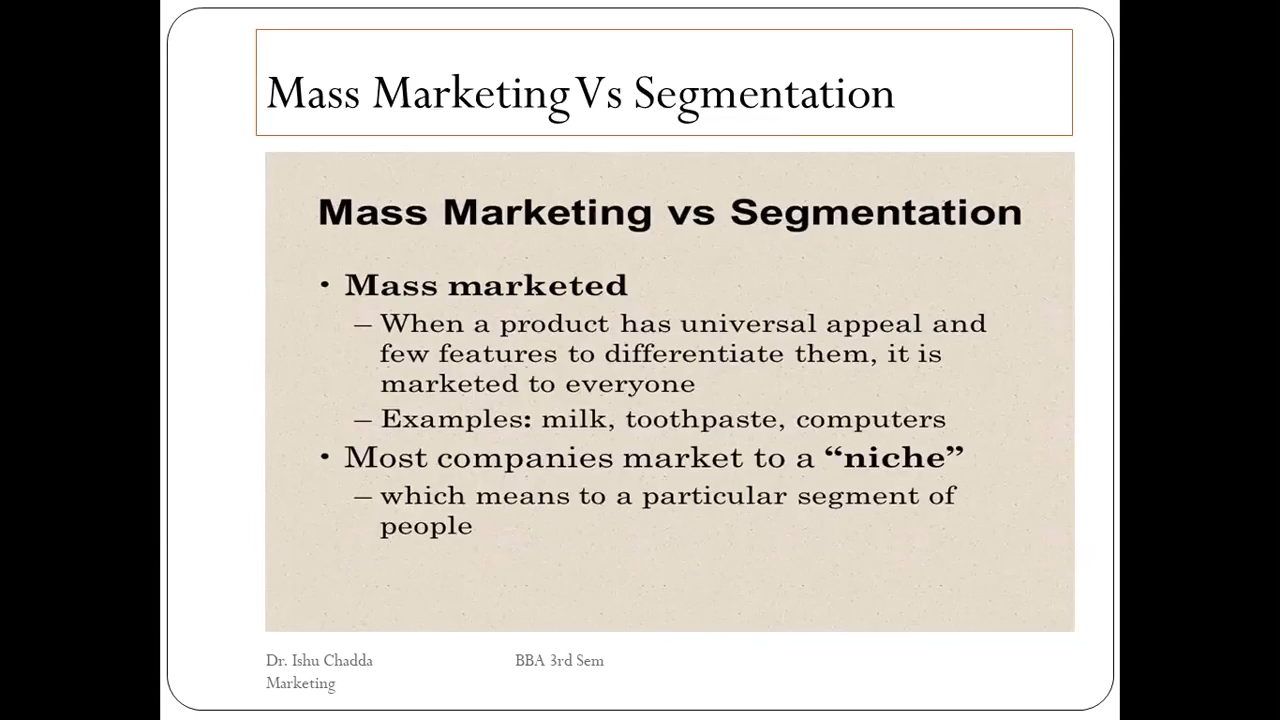 Mass Marketing Vs Segmentation
Mass Marketing vs Segmentation
• Mass marketed
– When a product has universal appeal and
few features to differentiate them, it is
marketed to everyone
– Examples: milk, toothpaste, computers
• Most companies market to a “niche”
– which means to a particular segment of
people
Dr. Ishu Chadda
Marketing
BBA 3rd Sem